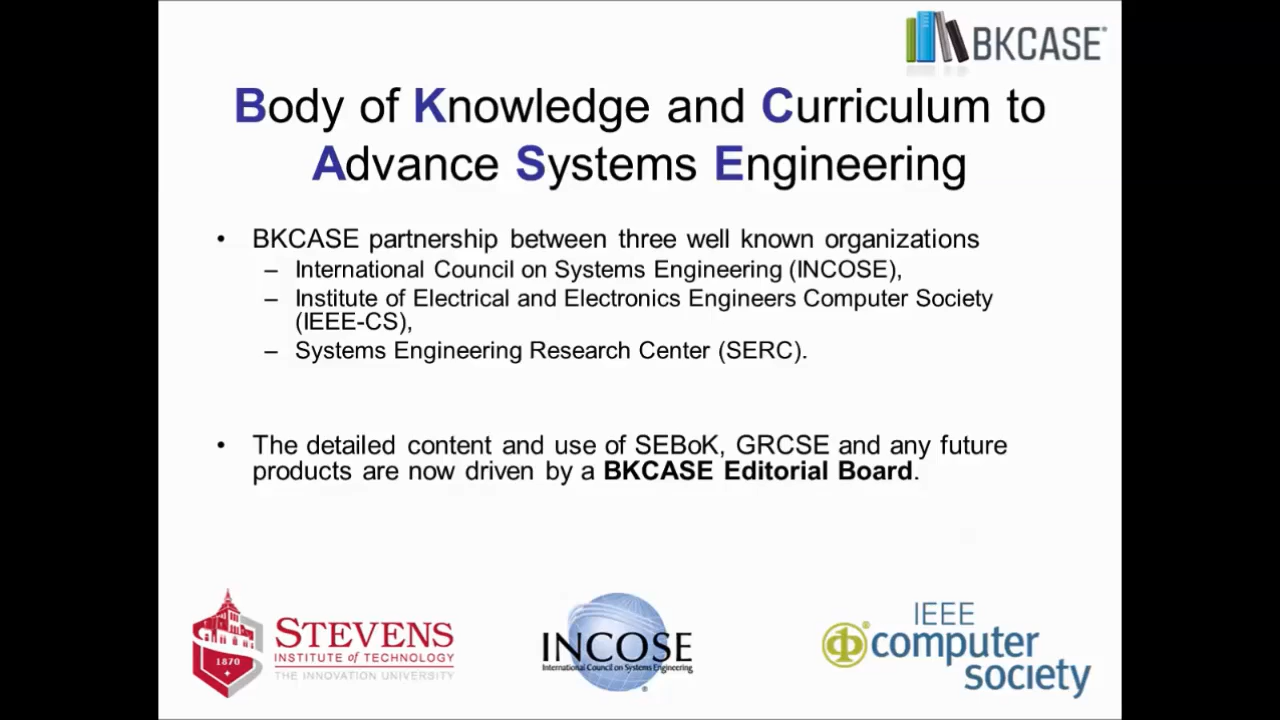 BKCASE®
Body of Knowledge and Curriculum to
Advance Systems Engineering
• BKCASE partnership between three well known organizations
– International Council on Systems Engineering (INCOSE),
– Institute of Electrical and Electronics Engineers Computer Society
(IEEE-CS),
– Systems Engineering Research Center (SERC).
• The detailed content and use of SEBoK, GRCSE and any future
products are now driven by a BKCASE Editorial Board.
1870
STEVENS
INSTITUTE of TECHNOLOGY
THE INNOVATION UNIVERSITY
INCOSE
International Council on Systems Engineering
®
IEEE
® computer
society